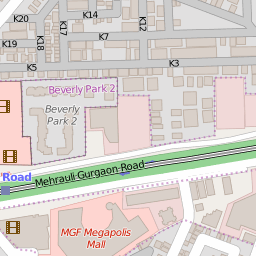 K20
K14
K17
K12
K19
K18
K7
K5
K3
Beverly Park 2
Beverly
Park 2
Mehrauli Gurgaon Road
Road
MGF Megapolis
Mall